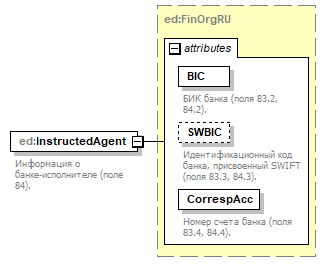 ed:FinOrgRU
attributes
BIC
БИК банка (поля 83.2,
84.2).
SWBIC
Идентификационный код
банка, присвоенный SWIFT
(поля 83.3, 84.3).
CorrespAcc
Номер счета банка (поля
83.4, 84.4).
ed:InstructedAgent
Информация о
банке-исполнителе (поле
84).